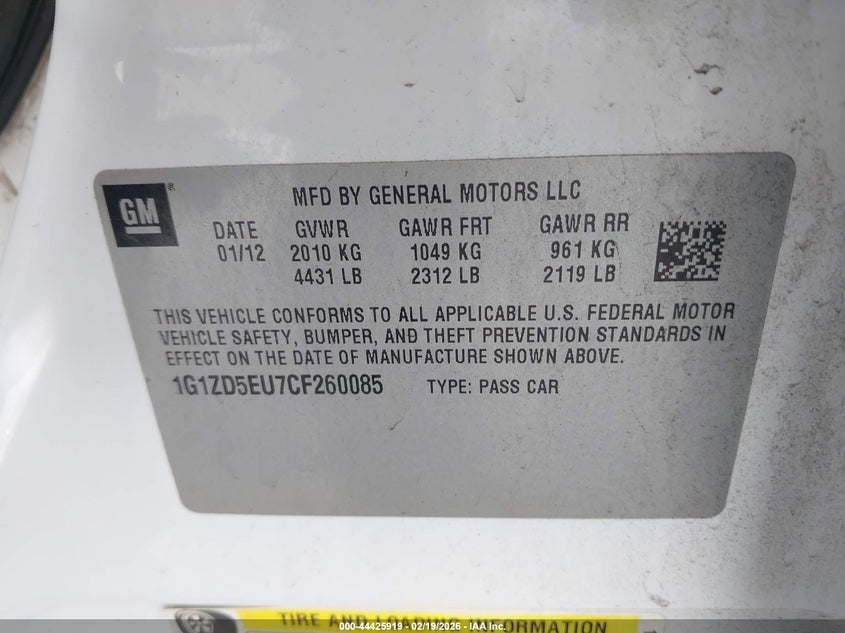 GM ® MFD BY GENERAL MOTORS LLC
DATE GVWR GAWR FRT GAWR RR
01/12 2010 KG 1049 KG 961 KG
4431 LB 2312 LB 2119 LB
THIS VEHICLE CONFORMS TO ALL APPLICABLE U.S. FEDERAL MOTOR
VEHICLE SAFETY, BUMPER, AND THEFT PREVENTION STANDARDS IN
EFFECT ON THE DATE OF MANUFACTURE SHOWN ABOVE.
1G1ZD5EU7CF260085 TYPE: PASS CAR
TIRE AND LOADING INFORMATION
000-44425919 - 02/19/2026 - IAA Inc.